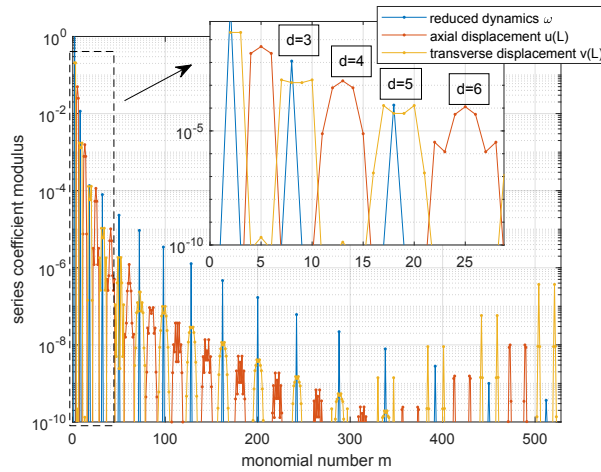 reduced dynamics ω
axial displacement u(L)
transverse displacement v(L)
d=3
d=4
d=5
d=6
10^-5
10^-10
0 5 10 15 20 25
series coefficient modulus
10^0
10^-2
10^-4
10^-6
10^-8
10^-10
0 100 200 300 400 500
monomial number m